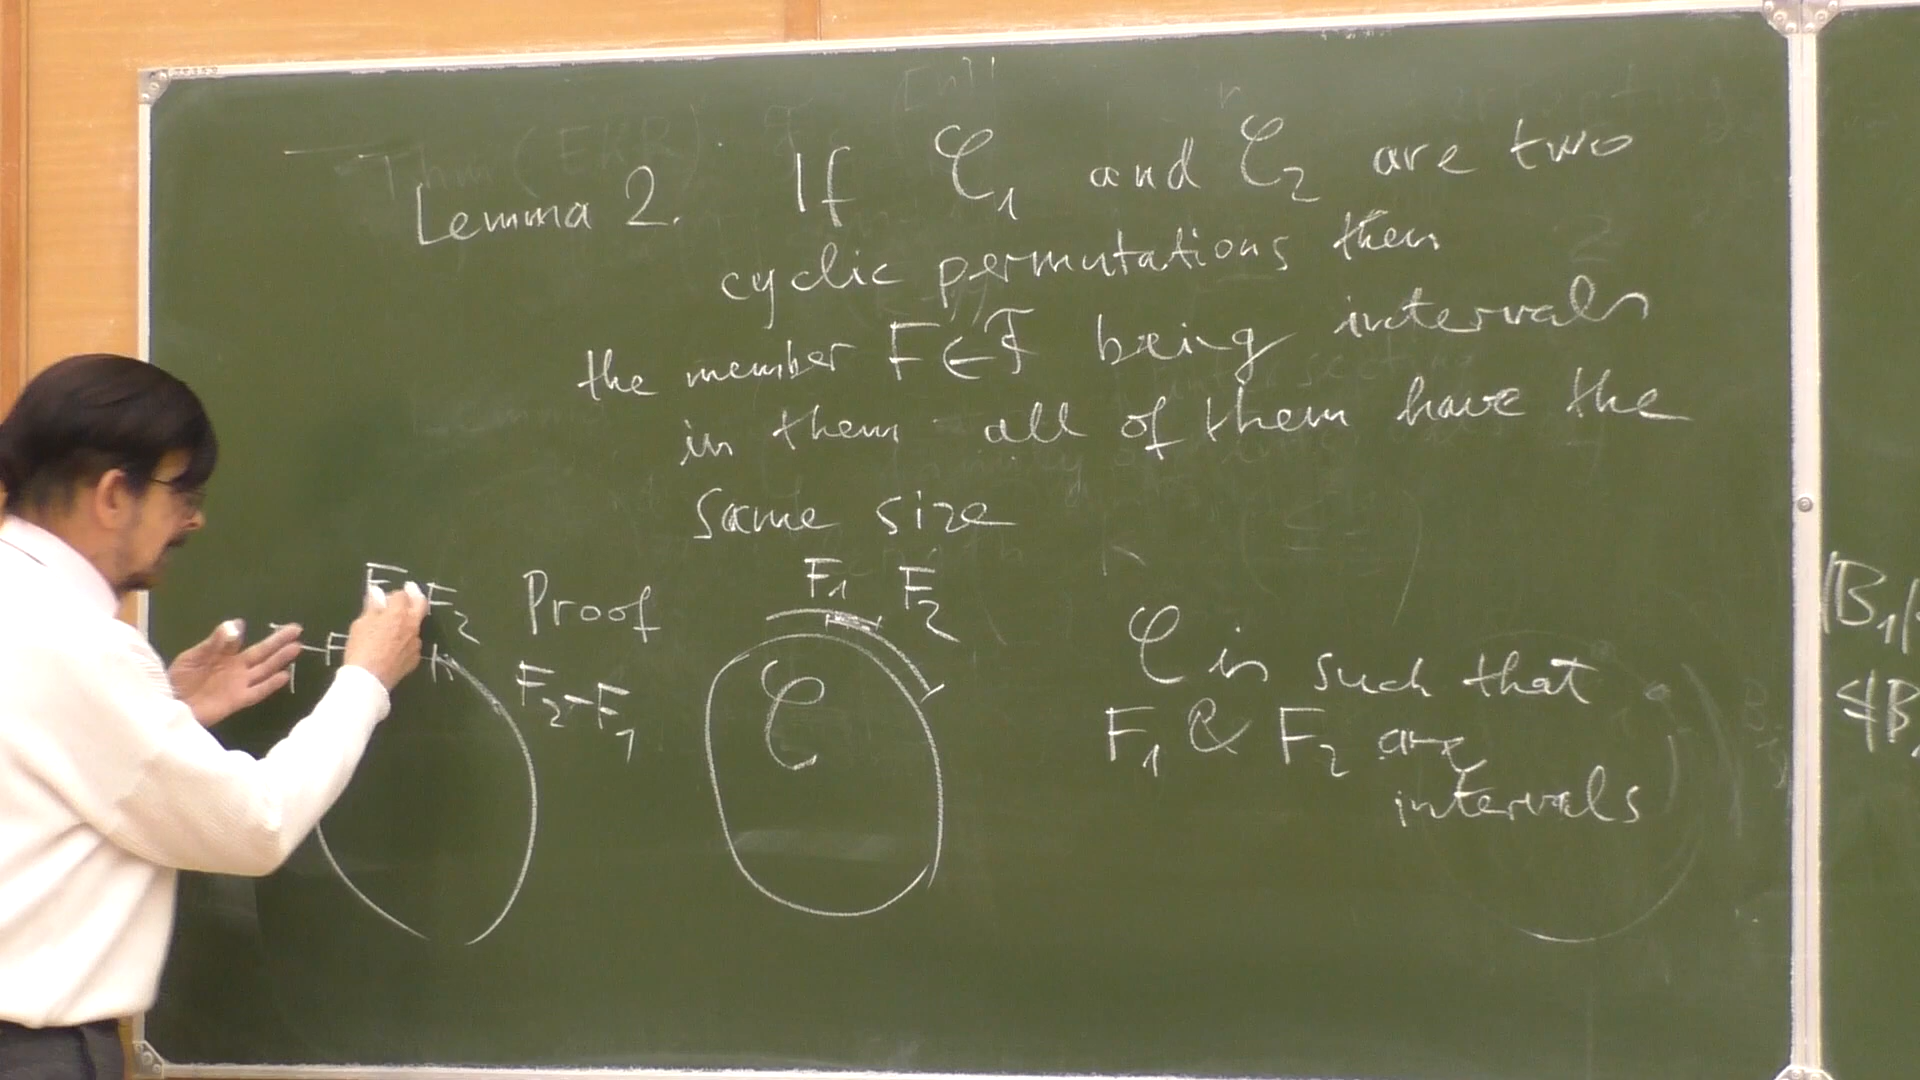 Thm (EKR)
Lemma 2. If 𝒞₁ and 𝒞₂ are two
cyclic permutations then
the member F∈ℱ being intervals
in them all of them have the
same size
Proof
F₂
F₂-F₁
F₁ F₂
𝒞
𝒞 is such that
F₁ & F₂ are
intervals
|B₁
≤|B